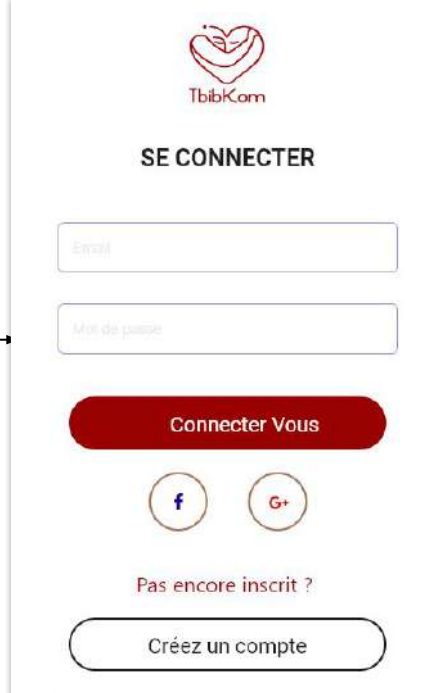 TbibKom
SE CONNECTER
Email
Mot de passe
Connecter Vous
f
G+
Pas encore inscrit ?
Créez un compte